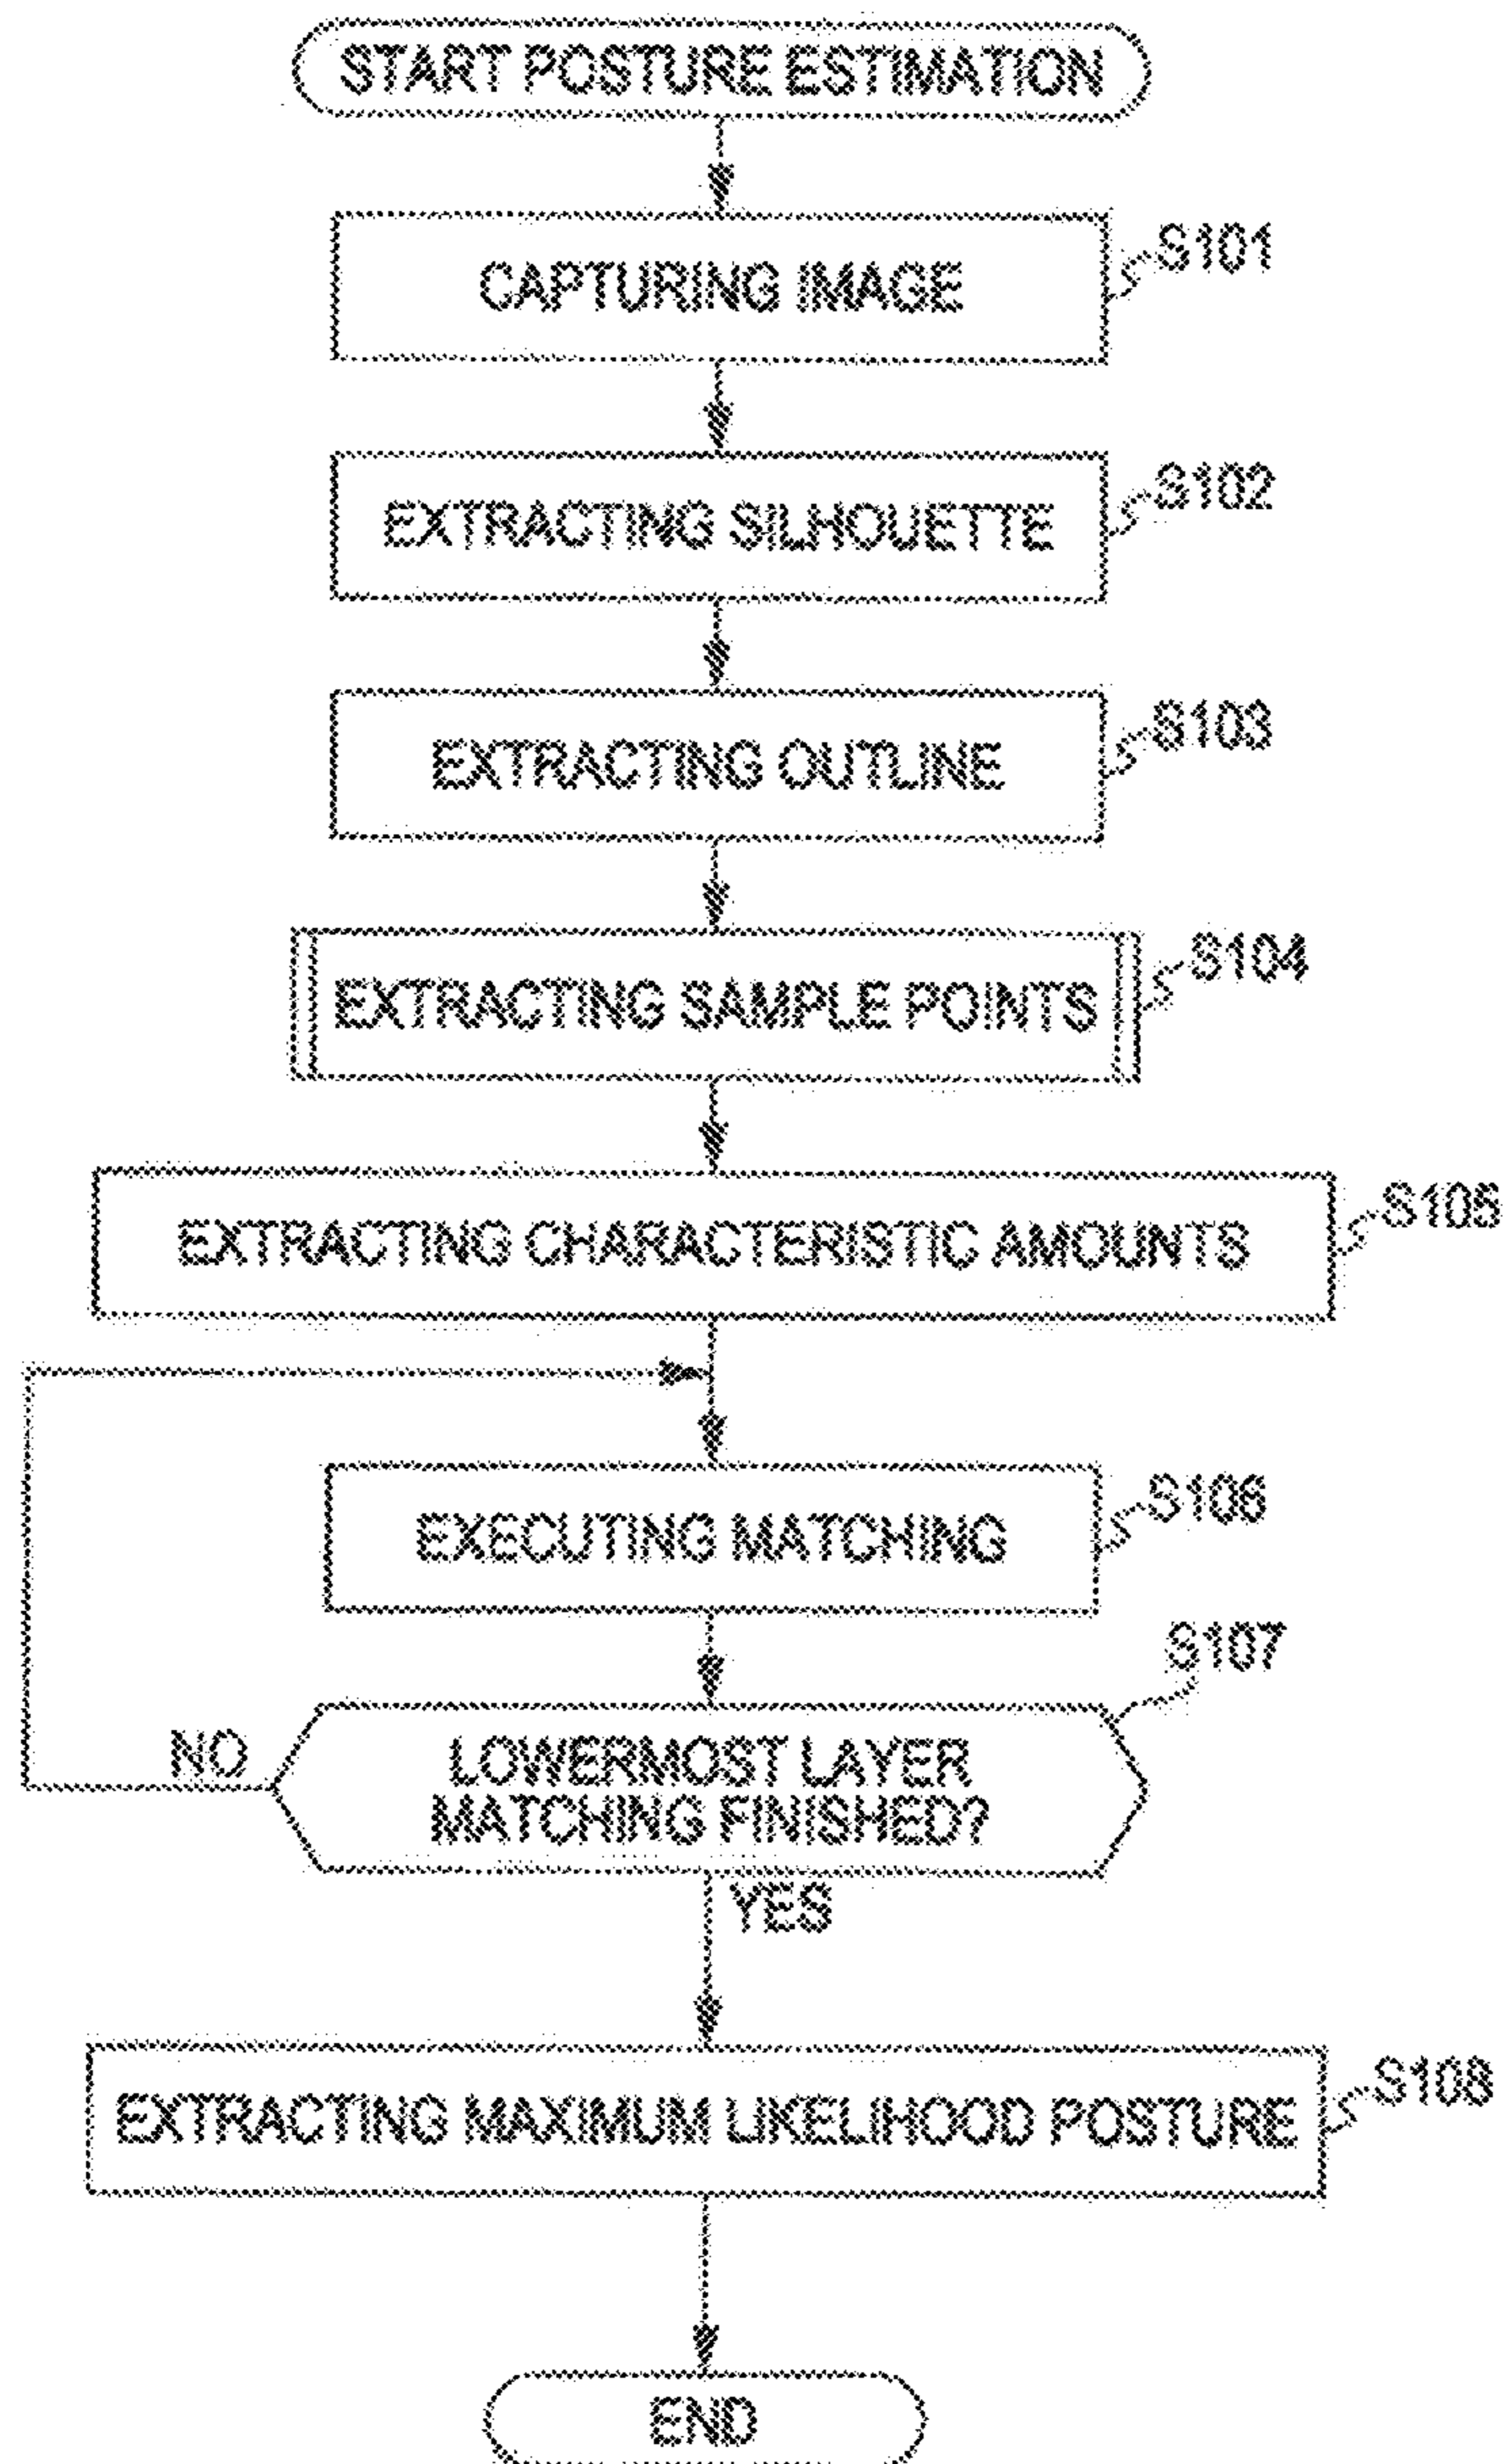 START POSTURE ESTIMATION
CAPTURING IMAGE
S101
EXTRACTING SILHOUETTE
S102
EXTRACTING OUTLINE
S103
EXTRACTING SAMPLE POINTS
S104
EXTRACTING CHARACTERISTIC AMOUNTS
S105
EXECUTING MATCHING
S106
S107
NO
LOWERMOST LAYER
MATCHING FINISHED?
YES
EXTRACTING MAXIMUM LIKELIHOOD POSTURE
S108
END